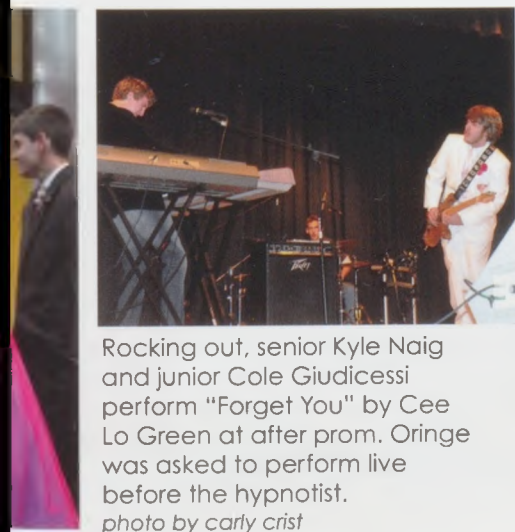 PEAVEY
Rocking out, senior Kyle Naig
and junior Cole Giudicessi
perform "Forget You" by Cee
Lo Green at after prom. Oringe
was asked to perform live
before the hypnotist.
photo by carly crist